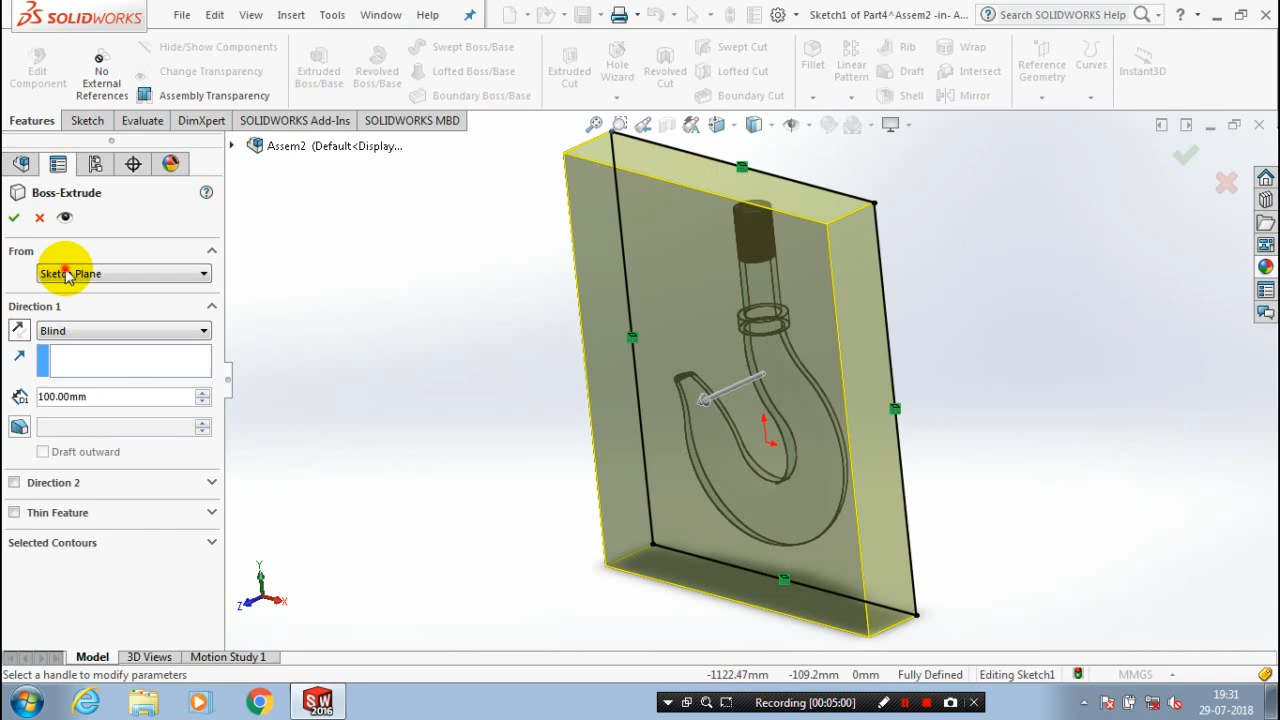 SOLIDWORKS
File Edit View Insert Tools Window Help
Sketch1 of Part4^Assem2 -in- A...
Search SOLIDWORKS Help
?
Edit Component
No External References
Hide/Show Components
Change Transparency
Assembly Transparency
Extruded Boss/Base
Revolved Boss/Base
Swept Boss/Base
Lofted Boss/Base
Boundary Boss/Base
Extruded Cut
Hole Wizard
Revolved Cut
Swept Cut
Lofted Cut
Boundary Cut
Fillet
Linear Pattern
Rib
Draft
Shell
Wrap
Intersect
Mirror
Reference Geometry
Curves
Instant3D
Features Sketch Evaluate DimXpert SOLIDWORKS Add-Ins SOLIDWORKS MBD
Assem2 (Default<Display...
Boss-Extrude
From
Sketch Plane
Direction 1
Blind
100.00mm
Draft outward
Direction 2
Thin Feature
Selected Contours
Y
Z
X
Model 3D Views Motion Study 1
Select a handle to modify parameters
-1122.47mm -109.2mm 0mm Fully Defined Editing Sketch1 MMGS
SW 2016
Recording [00:05:00]
19:31
29-07-2018